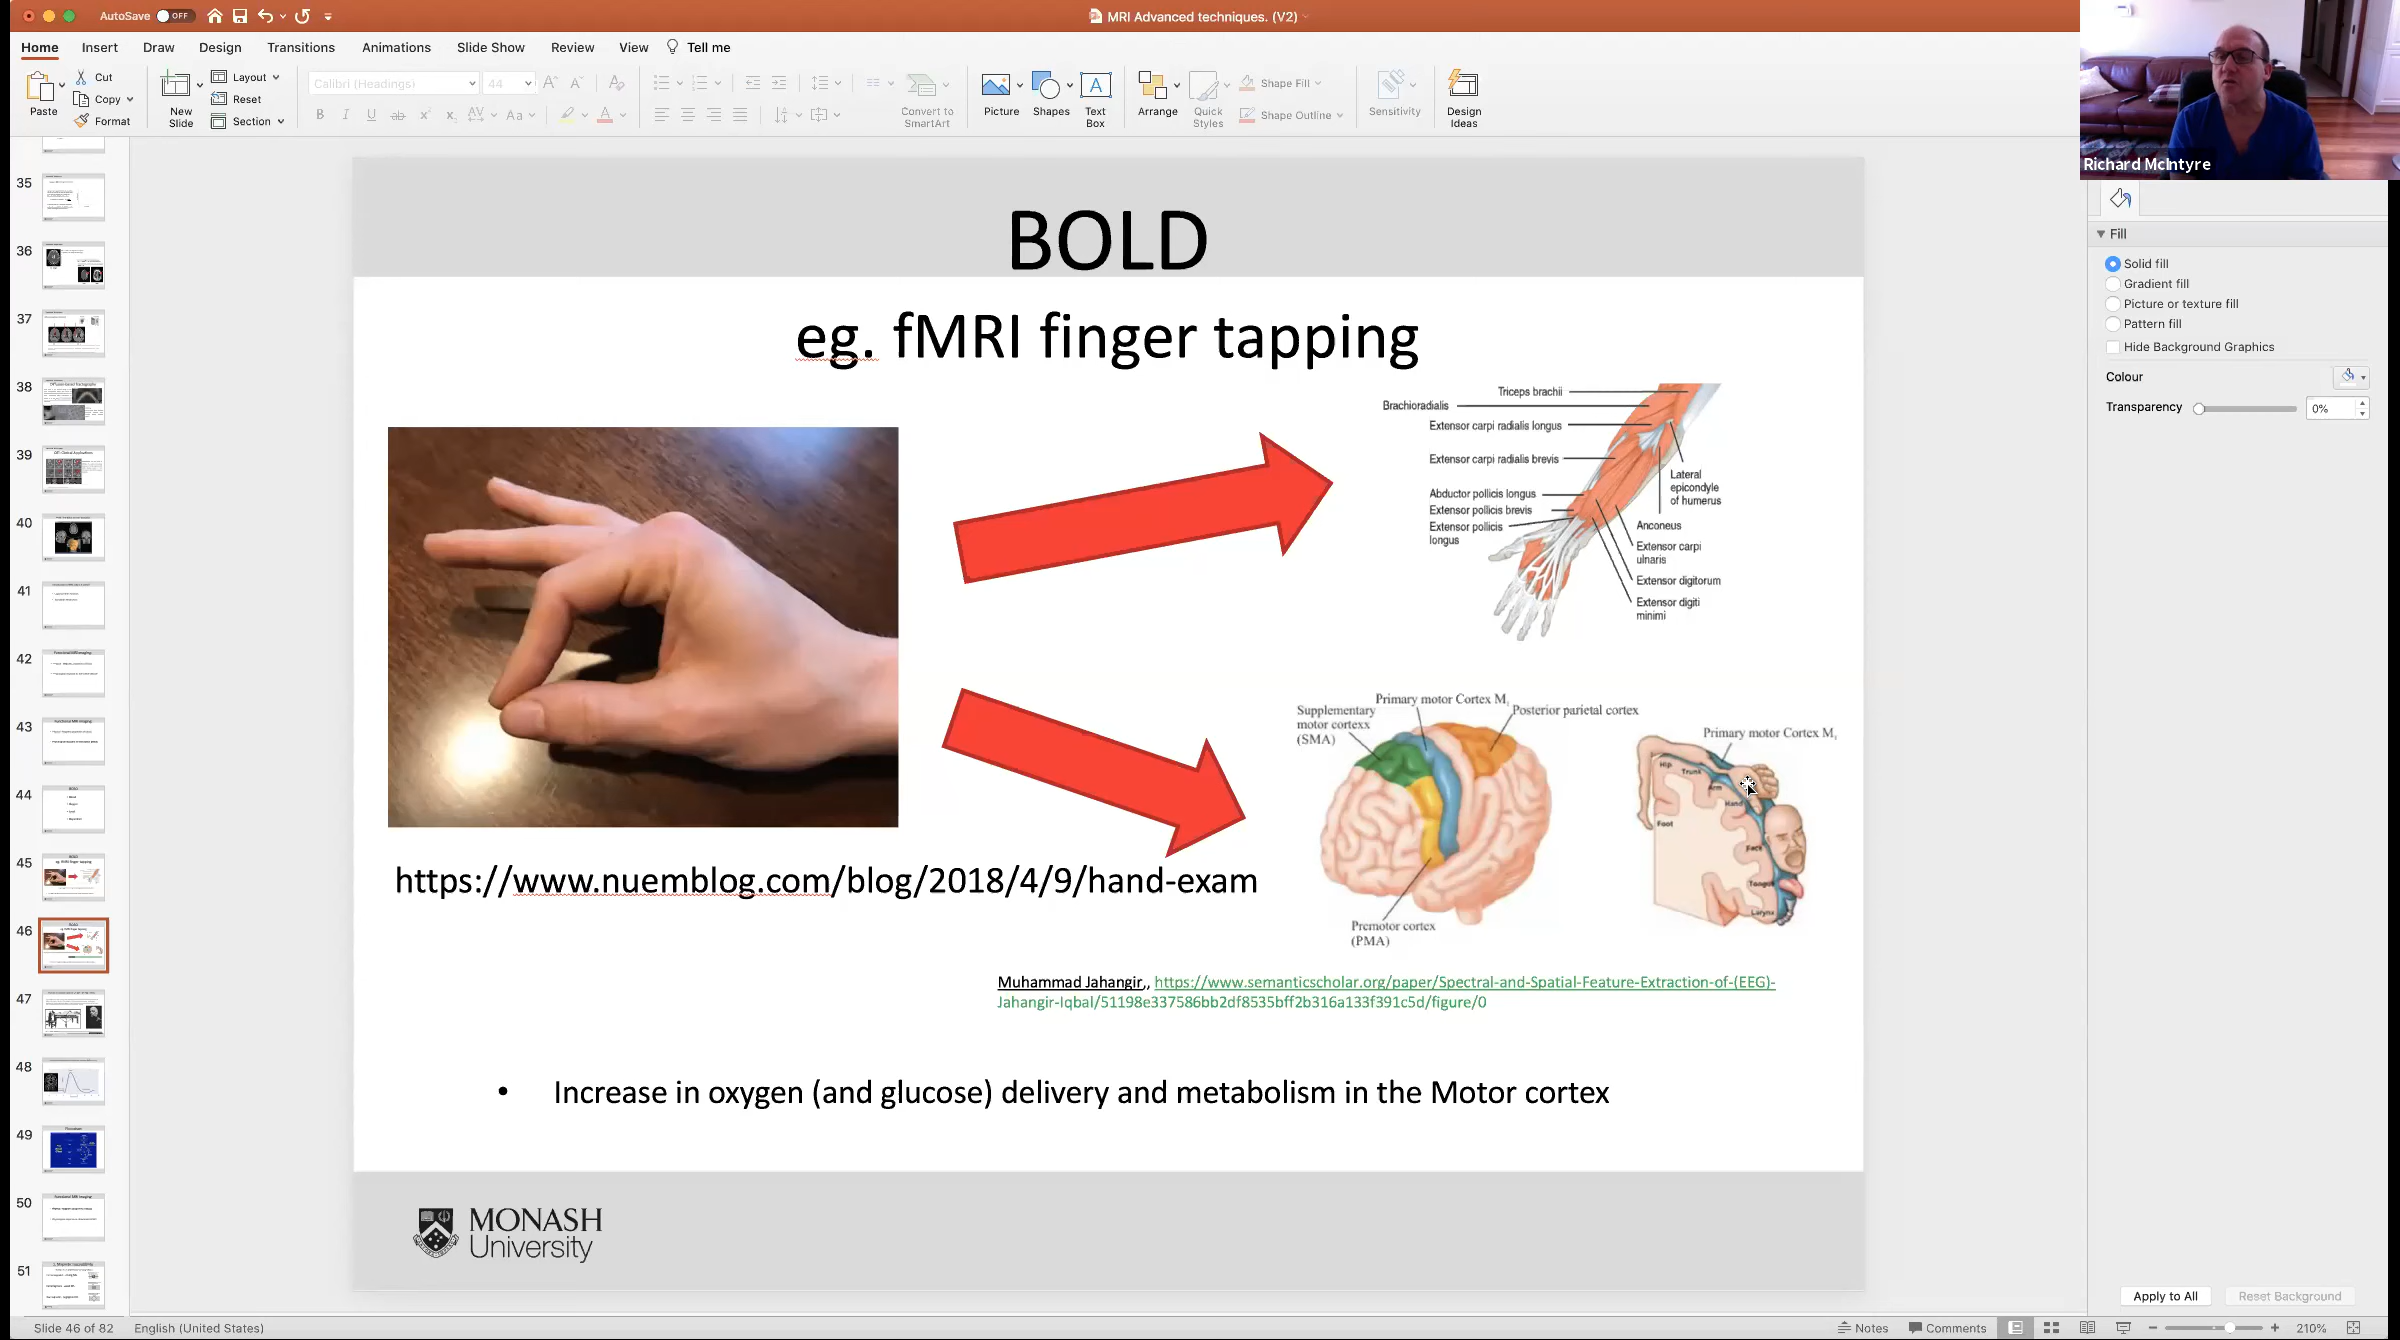 AutoSave OFF
MRI Advanced techniques. (V2)
Home Insert Draw Design Transitions Animations Slide Show Review View Tell me
Paste
Cut
Copy
Format
New
Slide
Layout
Reset
Section
Calibri (Headings) 44
Convert to
SmartArt
Picture
Shapes
Text
Box
Arrange
Quick
Styles
Shape Fill
Shape Outline
Sensitivity
Design
Ideas
Richard McIntyre
35
36
37
38
39
40
41
42
43
44
45
46
47
48
49
50
51
BOLD
eg. fMRI finger tapping
Triceps brachii
Brachioradialis
Extensor carpi radialis longus
Extensor carpi radialis brevis
Abductor pollicis longus
Extensor pollicis brevis
Extensor pollicis
longus
Lateral
epicondyle
of humerus
Anconeus
Extensor carpi
ulnaris
Extensor digitorum
Extensor digiti
minimi
Supplementary
motor cortexx
(SMA)
Primary motor Cortex M1
Posterior parietal cortex
Premotor cortex
(PMA)
Primary motor Cortex M1
Hip
Trunk
Arm
Hand
Foot
Face
Tongue
Larynx
https://www.nuemblog.com/blog/2018/4/9/hand-exam
Muhammad Jahangir,, https://www.semanticscholar.org/paper/Spectral-and-Spatial-Feature-Extraction-of-(EEG)-
Jahangir-Iqbal/51198e337586bb2df8535bff2b316a133f391c5d/figure/0
• Increase in oxygen (and glucose) delivery and metabolism in the Motor cortex
MONASH
University
Fill
Solid fill
Gradient fill
Picture or texture fill
Pattern fill
Hide Background Graphics
Colour
Transparency 0%
Apply to All Reset Background
Slide 46 of 82 English (United States)
Notes Comments 210%